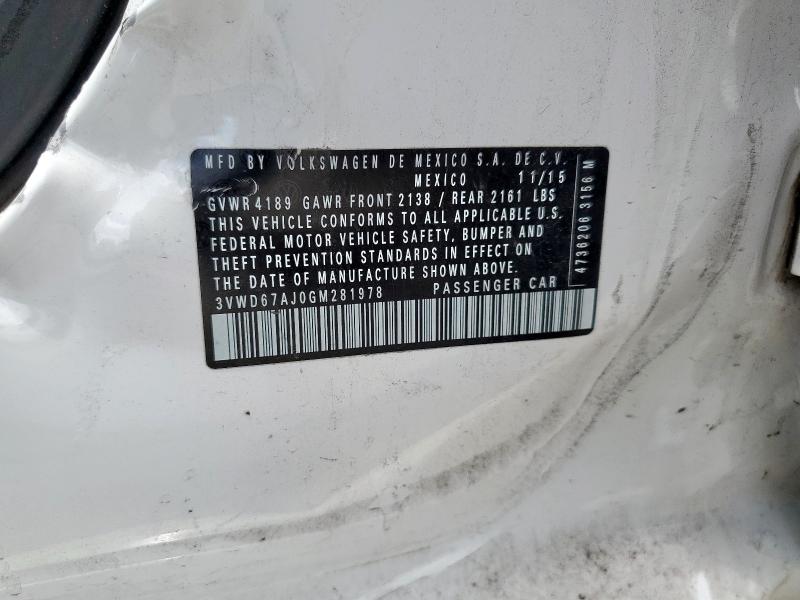 MFD BY VOLKSWAGEN DE MEXICO S.A. DE C.V.
MEXICO 11/15
GVWR 4189 GAWR FRONT 2138 / REAR 2161 LBS
THIS VEHICLE CONFORMS TO ALL APPLICABLE U.S.
FEDERAL MOTOR VEHICLE SAFETY, BUMPER AND
THEFT PREVENTION STANDARDS IN EFFECT ON
THE DATE OF MANUFACTURE SHOWN ABOVE.
3VWD67AJ0GM281978 PASSENGER CAR
4736206 3156 M